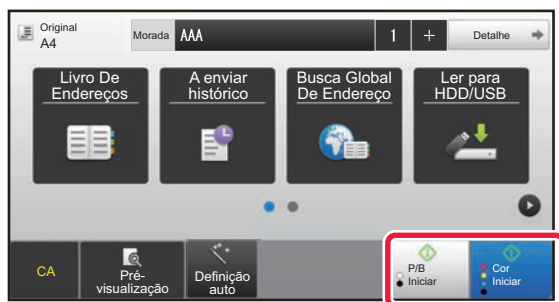 Original
A4
Morada AAA 1 + Detalhe
Livro De
Endereços
A enviar
histórico
Busca Global
De Endereço
Ler para
HDD/USB
CA
Pré-
visualização
Definição
auto
P/B
Iniciar
Cor
Iniciar